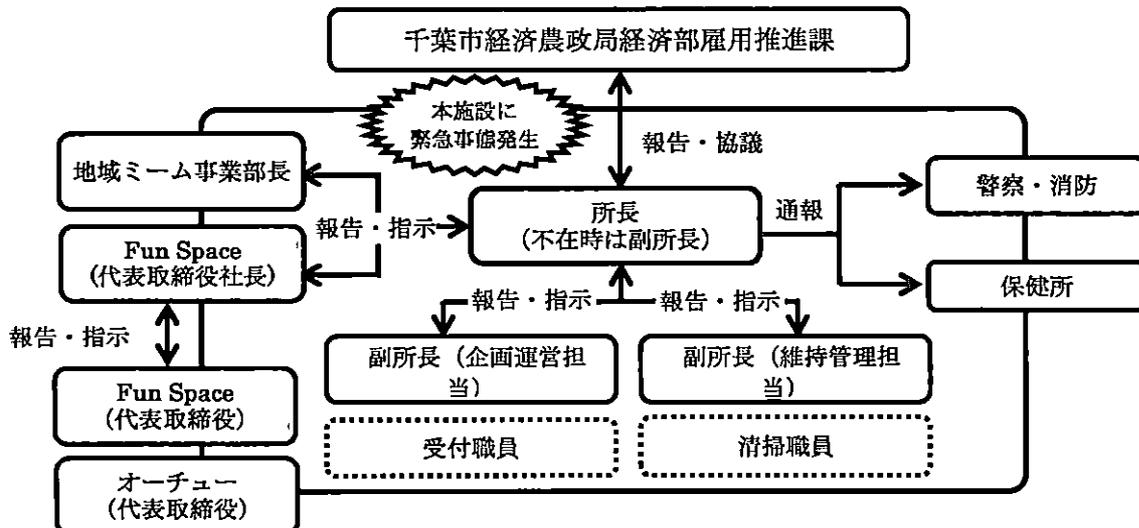 千葉市経済農政局経済部雇用推進課
本施設に
緊急事態発生
報告・協議
地域ミーム事業部長
警察・消防
所長
(不在時は副所長)
通報
報告・指示
Fun Space
(代表取締役社長)
保健所
報告・指示
報告・指示
報告・指示
副所長（企画運営担
当）
副所長（維持管理担
当）
Fun Space
(代表取締役)
受付職員
清掃職員
オーチュー
(代表取締役)